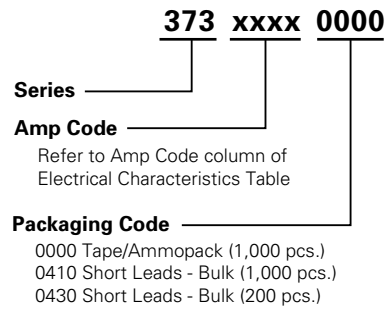 373 xxxx 0000
Series
Amp Code
Refer to Amp Code column of
Electrical Characteristics Table
Packaging Code
0000 Tape/Ammopack (1,000 pcs.)
0410 Short Leads - Bulk (1,000 pcs.)
0430 Short Leads - Bulk (200 pcs.)